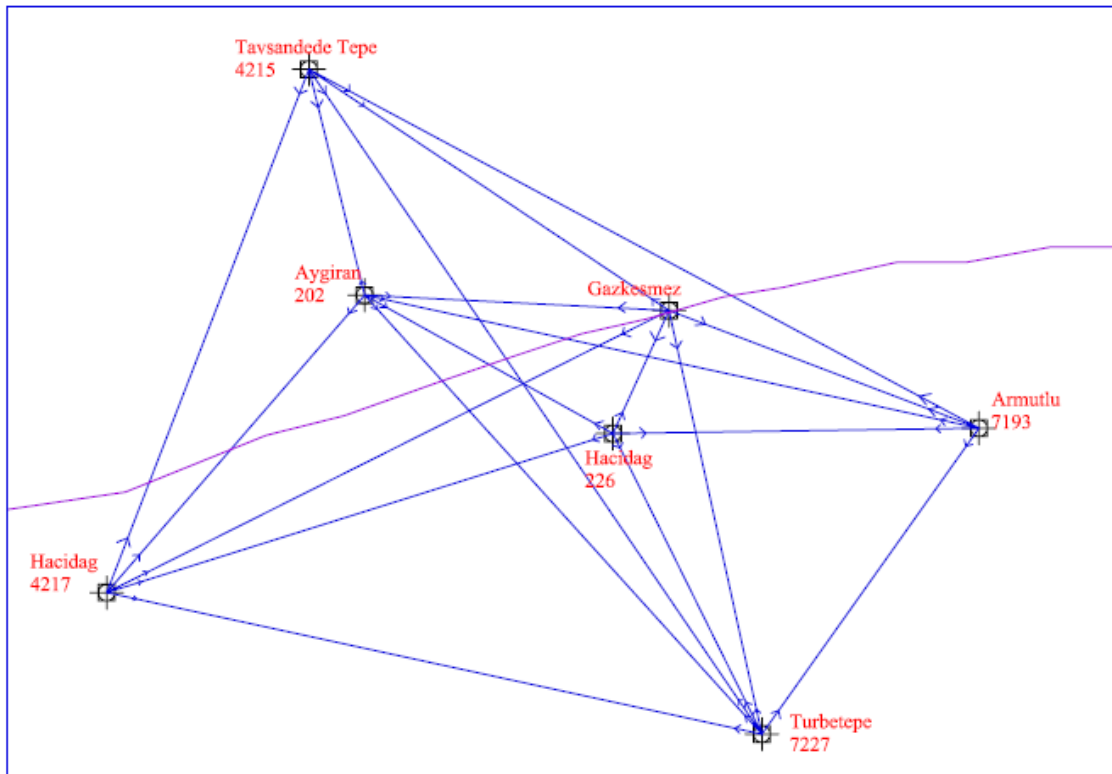 Tavsandede Tepe
4215
Aygiran
202
Gazkesmez
Armutlu
7193
Hacidag
226
Hacidag
4217
Turbetepe
7227